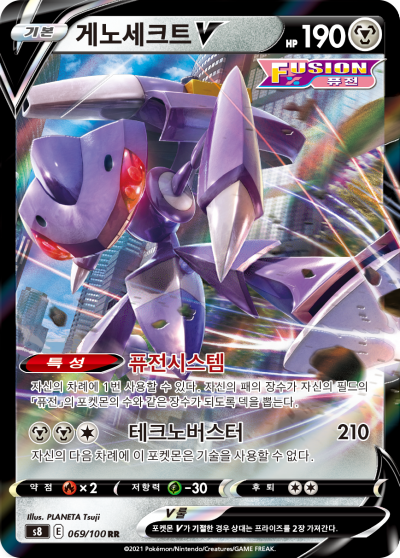 기본 게노세크트 V HP 190
FUSION
퓨전
특성 퓨전시스템
자신의 차례에 1번 사용할 수 있다. 자신의 패의 장수가 자신의 필드의
「퓨전」의 포켓몬의 수와 같은 장수가 되도록 덱을 뽑는다.
테크노버스터 210
자신의 다음 차례에 이 포켓몬은 기술을 사용할 수 없다.
약점 ×2 저항력 -30 후퇴
Illus. PLANETA Tsuji
V룰
s8 E 069/100 RR
포켓몬 V가 기절한 경우 상대는 프라이즈를 2장 가져간다.
©2021 Pokémon/Nintendo/Creatures/GAME FREAK.